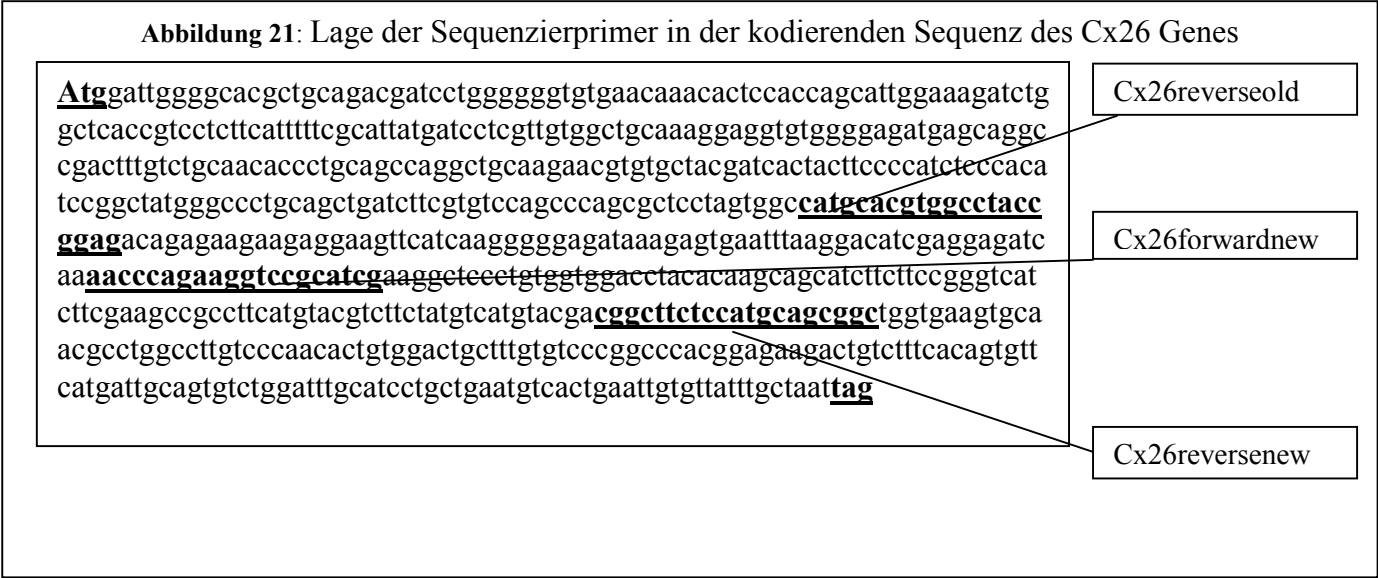 Abbildung 21: Lage der Sequenzierprimer in der kodierenden Sequenz des Cx26 Genes
Atggattggggcacgctgcagacgatcctggggggtgtgaacaaacactccaccagcattggaaagatctg
gctcaccgtcctcttcatttttcgcattatgatcctcgttgtggctgcaaaggaggtgtggggagatgagcaggc
cgactttgtctgcaacaccctgcagccaggctgcaagaacgtgtgctacgatcactacttccccatctcccaca
tccggctatgggccctgcagctgatcttcgtgtccagcccagcgctcctagtggccatgcacgtggcctacc
ggagacagagaagaagaggaagttcatcaagggggagataaagagtgaatttaaggacatcgaggagatc
aaaacccagaaggtccgcatcgaaggctccctgtggtggacctacacaagcagcatcttcttccgggtcat
cttcgaagccgccttcatgtacgtcttctatgtcatgtacgacggcttctccatgcagcggctggtgaagtgca
acgcctggccttgtcccaacactgtggactgctttgtgtcccggcccacggagaagactgtctttcacagtgtt
catgattgcagtgtctggatttgcatcctgctgaatgtcactgaattgtgttatttgctaattag
Cx26reverseold
Cx26forwardnew
Cx26reversenew